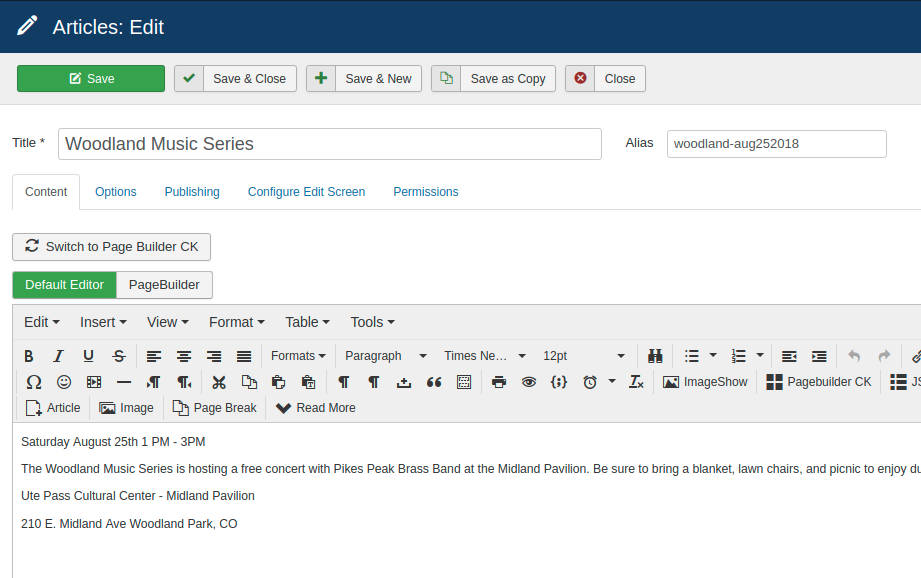 Articles: Edit
Save Save & Close Save & New Save as Copy Close
Title * Woodland Music Series Alias woodland-aug252018
Content Options Publishing Configure Edit Screen Permissions
Switch to Page Builder CK
Default Editor PageBuilder
Edit Insert View Format Table Tools
B I U S Formats Paragraph Times Ne... 12pt
ImageShow Pagebuilder CK
Article Image Page Break Read More
Saturday August 25th 1 PM - 3PM
The Woodland Music Series is hosting a free concert with Pikes Peak Brass Band at the Midland Pavilion. Be sure to bring a blanket, lawn chairs, and picnic to enjoy
Ute Pass Cultural Center - Midland Pavilion
210 E. Midland Ave Woodland Park, CO